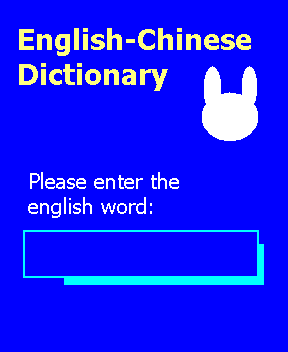 English-Chinese
Dictionary
Please enter the
english word: